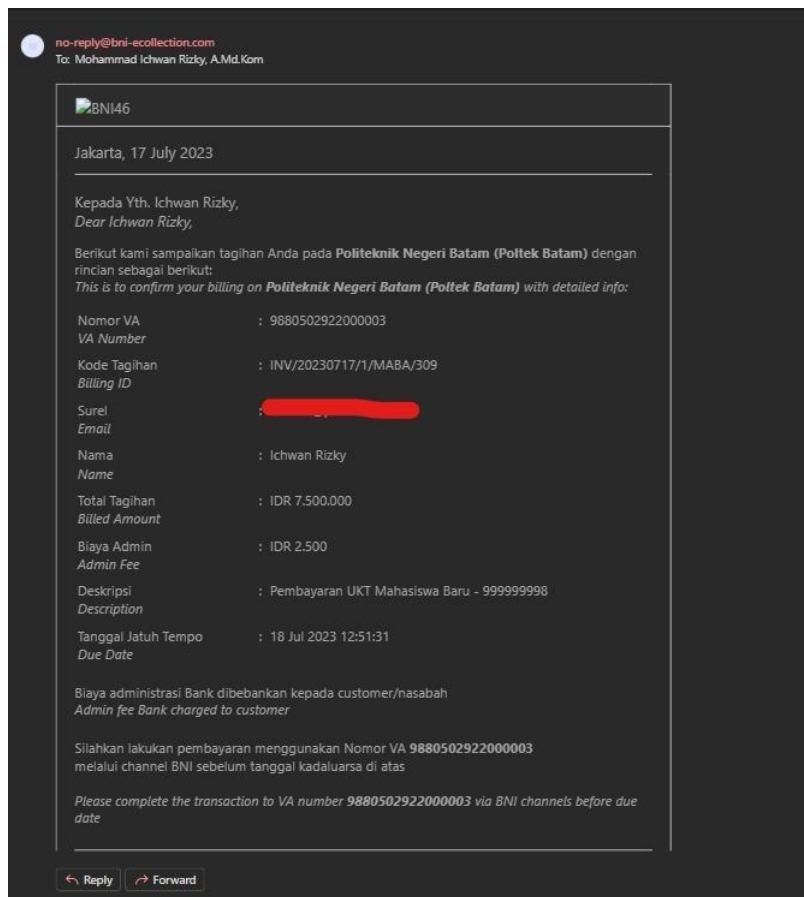 no-reply@bni-ecollection.com
To: Mohammad Ichwan Rizky, A.Md.Kom
BNI46
Jakarta, 17 July 2023
Kepada Yth. Ichwan Rizky,
Dear Ichwan Rizky,
Berikut kami sampaikan tagihan Anda pada Politeknik Negeri Batam (Poltek Batam) dengan
rincian sebagai berikut:
This is to confirm your billing on Politeknik Negeri Batam (Poltek Batam) with detailed info:
Nomor VA : 9880502922000003
VA Number
Kode Tagihan : INV/20230717/1/MABA/309
Billing ID
Surel :
Email
Nama : Ichwan Rizky
Name
Total Tagihan : IDR 7.500.000
Billed Amount
Biaya Admin : IDR 2.500
Admin Fee
Deskripsi : Pembayaran UKT Mahasiswa Baru - 999999998
Description
Tanggal Jatuh Tempo : 18 Jul 2023 12:51:31
Due Date
Biaya administrasi Bank dibebankan kepada customer/nasabah
Admin fee Bank charged to customer
Silahkan lakukan pembayaran menggunakan Nomor VA 9880502922000003
melalui channel BNI sebelum tanggal kadaluarsa di atas
Please complete the transaction to VA number 9880502922000003 via BNI channels before due
date
Reply Forward